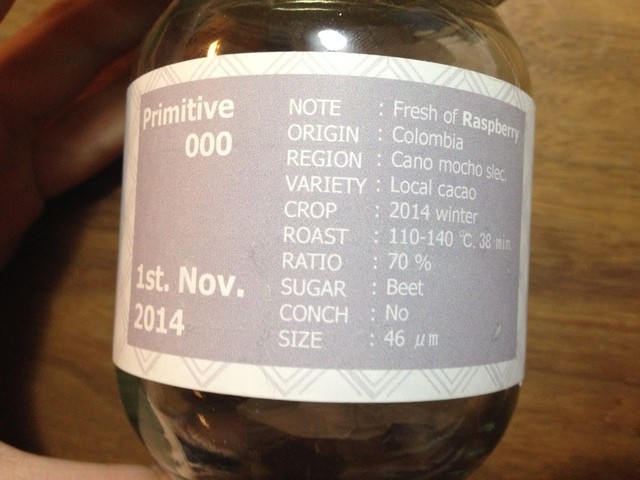 Primitive
000
1st. Nov.
2014
NOTE : Fresh of Raspberry
ORIGIN : Colombia
REGION : Cano mocho slec.
VARIETY : Local cacao
CROP : 2014 winter
ROAST : 110-140 ℃. 38 min.
RATIO : 70 %
SUGAR : Beet
CONCH : No
SIZE : 46 μm